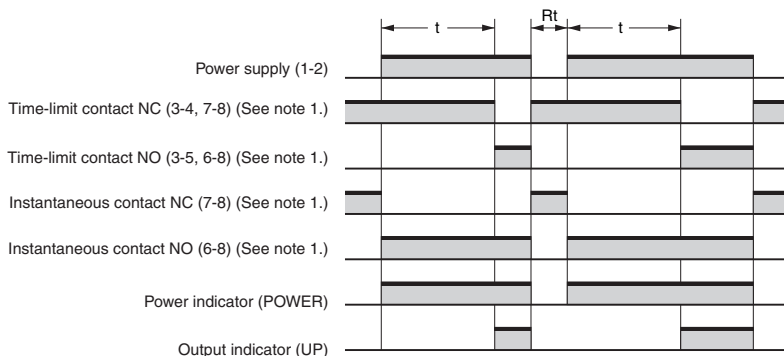 Rt
t
t
Power supply (1-2)
Time-limit contact NC (3-4, 7-8) (See note 1.)
Time-limit contact NO (3-5, 6-8) (See note 1.)
Instantaneous contact NC (7-8) (See note 1.)
Instantaneous contact NO (6-8) (See note 1.)
Power indicator (POWER)
Output indicator (UP)